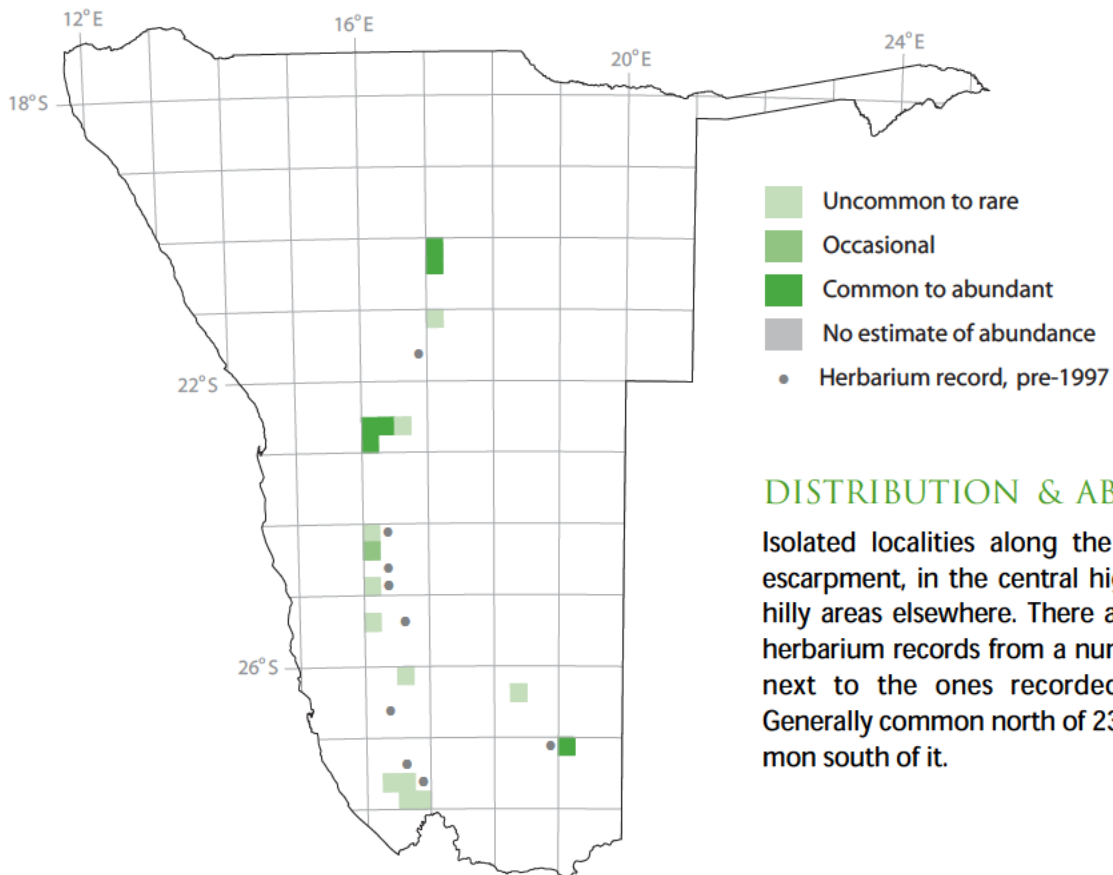 12°E
16°E
20°E
24°E
18°S
22°S
26°S
Uncommon to rare
Occasional
Common to abundant
No estimate of abundance
Herbarium record, pre-1997
DISTRIBUTION & AB
Isolated localities along the
escarpment, in the central hig
hilly areas elsewhere. There a
herbarium records from a nur
next to the ones recorded
Generally common north of 23
mon south of it.